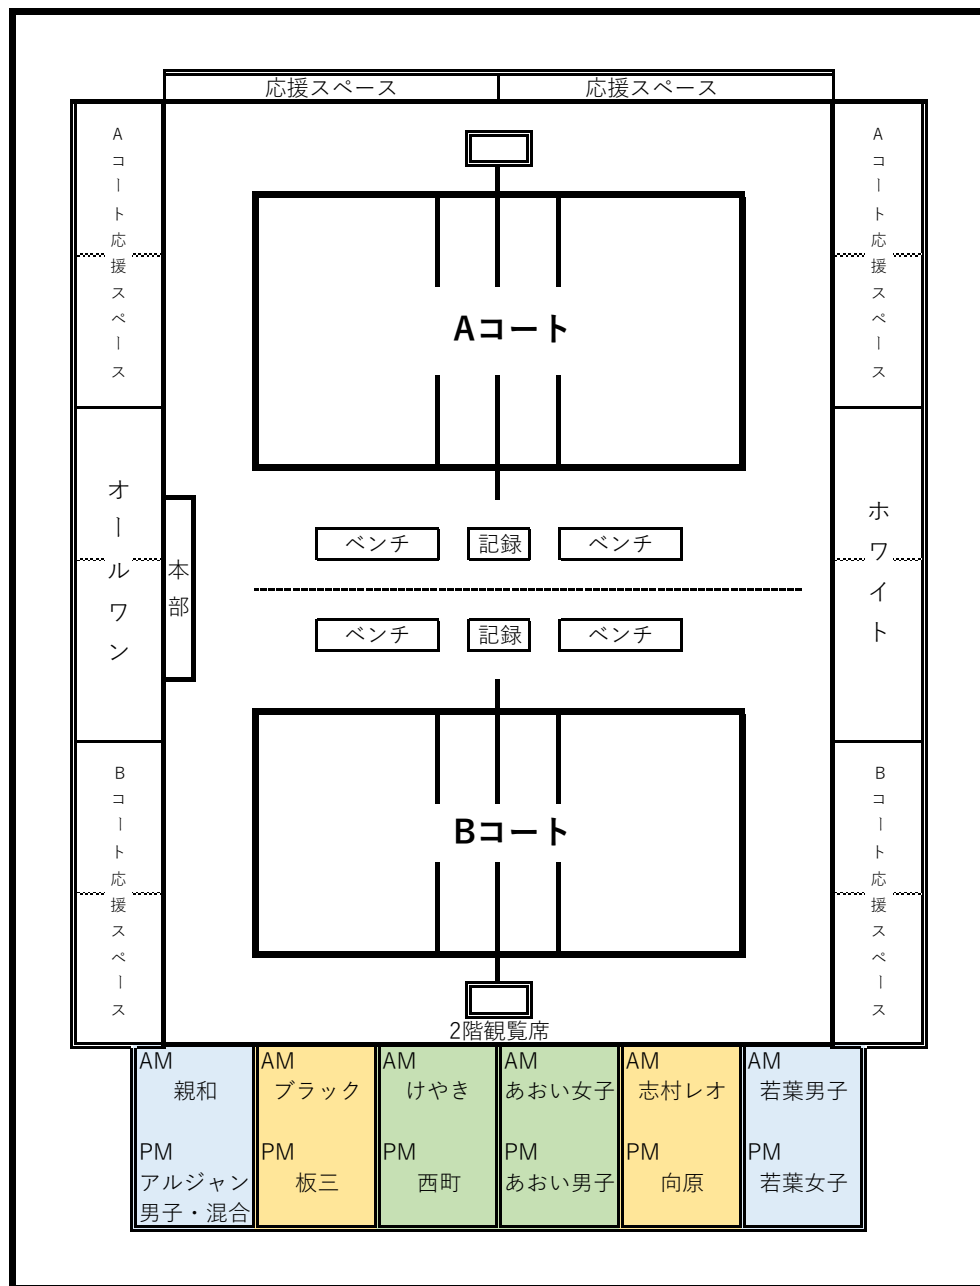 応援スペース
応援スペース
Aコート応援スペース
Aコート応援スペース
Aコート
オールワン
本部
ホワイト
ベンチ
記録
ベンチ
ベンチ
記録
ベンチ
Bコート応援スペース
Bコート応援スペース
Bコート
2階観覧席
AM
親和
PM
アルジャン
男子・混合
AM
ブラック
PM
板三
AM
けやき
PM
西町
AM
あおい女子
PM
あおい男子
AM
志村レオ
PM
向原
AM
若葉男子
PM
若葉女子